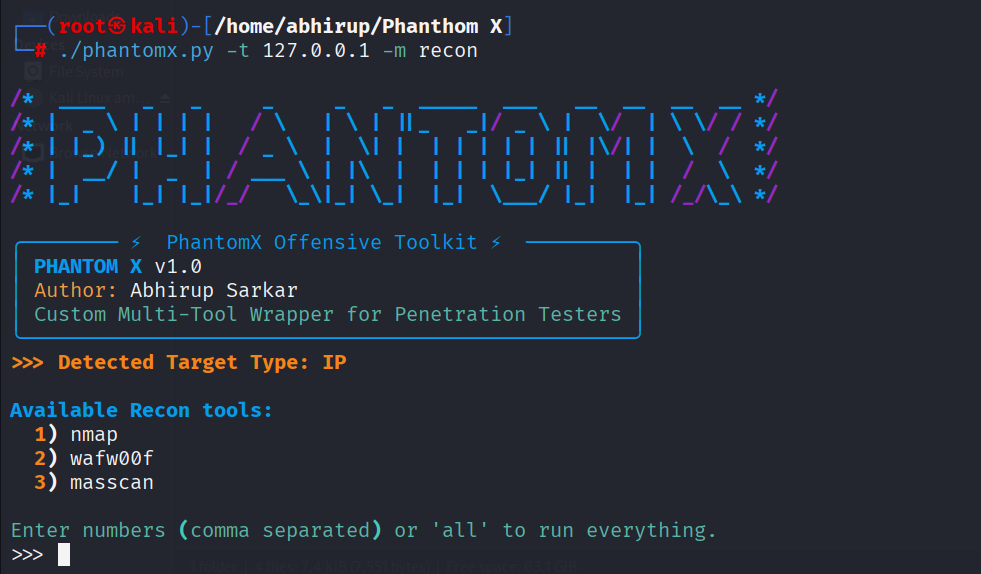 ┌──(root㉿kali)-[/home/abhirup/Phanthom X]
└─# ./phantomx.py -t 127.0.0.1 -m recon
PHANTOMX
⚡ PhantomX Offensive Toolkit ⚡
PHANTOM X v1.0
Author: Abhirup Sarkar
Custom Multi-Tool Wrapper for Penetration Testers
>>> Detected Target Type: IP
Available Recon tools:
1) nmap
2) wafw00f
3) masscan
Enter numbers (comma separated) or 'all' to run everything.
>>>